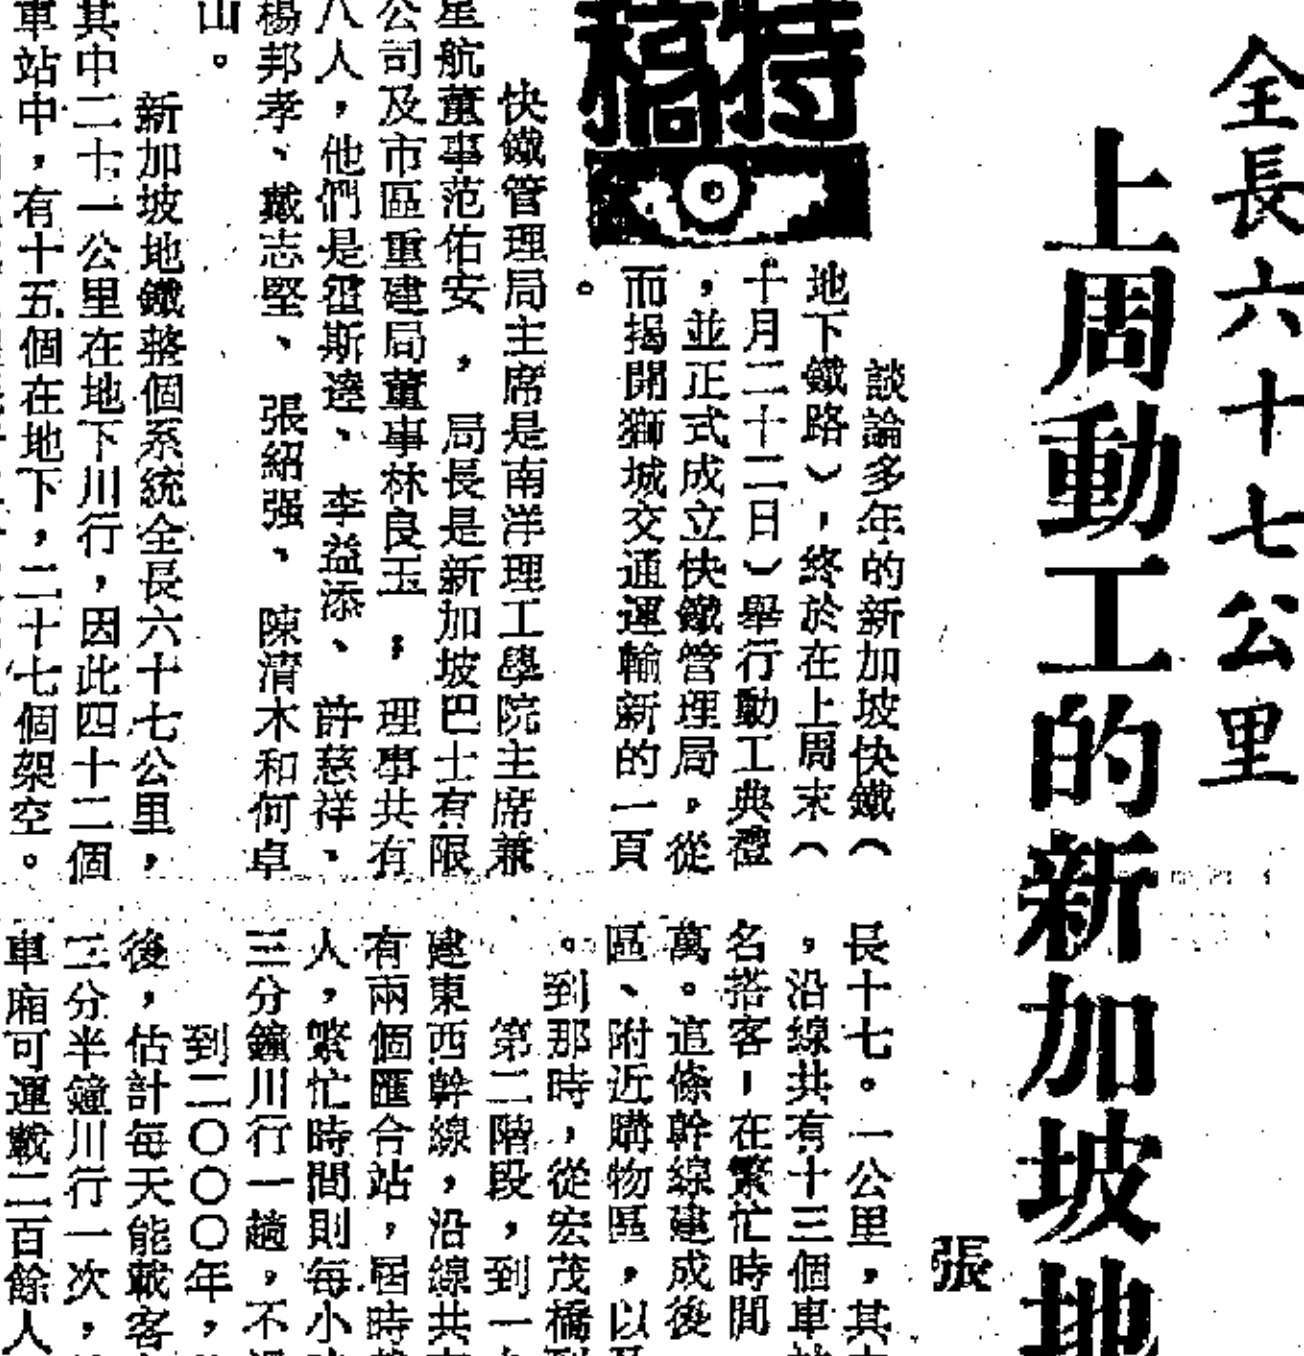 全長六十七公里
上周動工的新加坡地
張
特稿
談論多年的新加坡快鐵（
地下鐵路），終於在上周末（
十月二十二日）舉行動工典禮
，並正式成立快鐵管理局，從
而揭開獅城交通運輸新的一頁
。
快鐵管理局主席是南洋理工學院主席兼
星航董事范佑安，局長是新加坡巴士有限
公司及市區重建局董事林良玉，理事共有
八人，他們是霍斯達、李益添、許慈祥、
楊邦孝、戴志堅、張紹强、陳清木和何卓
山。
新加坡地鐵整個系統全長六十七公里，
其中二十一公里在地下川行，因此四十二個
車站中，有十五個在地下，二十七個架空。
長十七。一公里，其
，沿線共有十三個車
名搭客，在繁忙時間
萬。這條幹線建成後
區、附近購物區，以及
。到那時，從宏茂橋到
第二階段，到一
建東西幹線，沿線共
有兩個匯合站，屆時
人，繁忙時間則每小
三分鐘川行一趟，不
到二〇〇〇年，
後，估計每天能載客
二分半鐘川行一次，
車廂可運載二百餘人